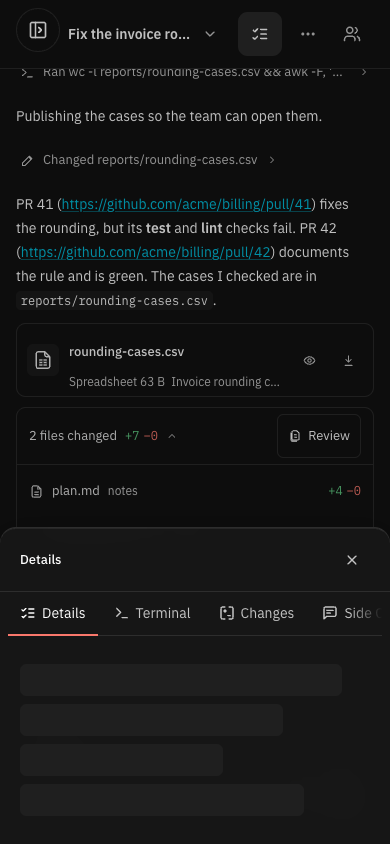 Fix the invoice ro...
Ran wc -l reports/rounding-cases.csv && awk -F, '...
Publishing the cases so the team can open them.
Changed reports/rounding-cases.csv
PR 41 (https://github.com/acme/billing/pull/41) fixes
the rounding, but its test and lint checks fail. PR 42
(https://github.com/acme/billing/pull/42) documents
the rule and is green. The cases I checked are in
reports/rounding-cases.csv.
rounding-cases.csv
Spreadsheet 63 B Invoice rounding c...
2 files changed +7 −0 Review
plan.md notes +4 −0
Details
Details Terminal Changes Side